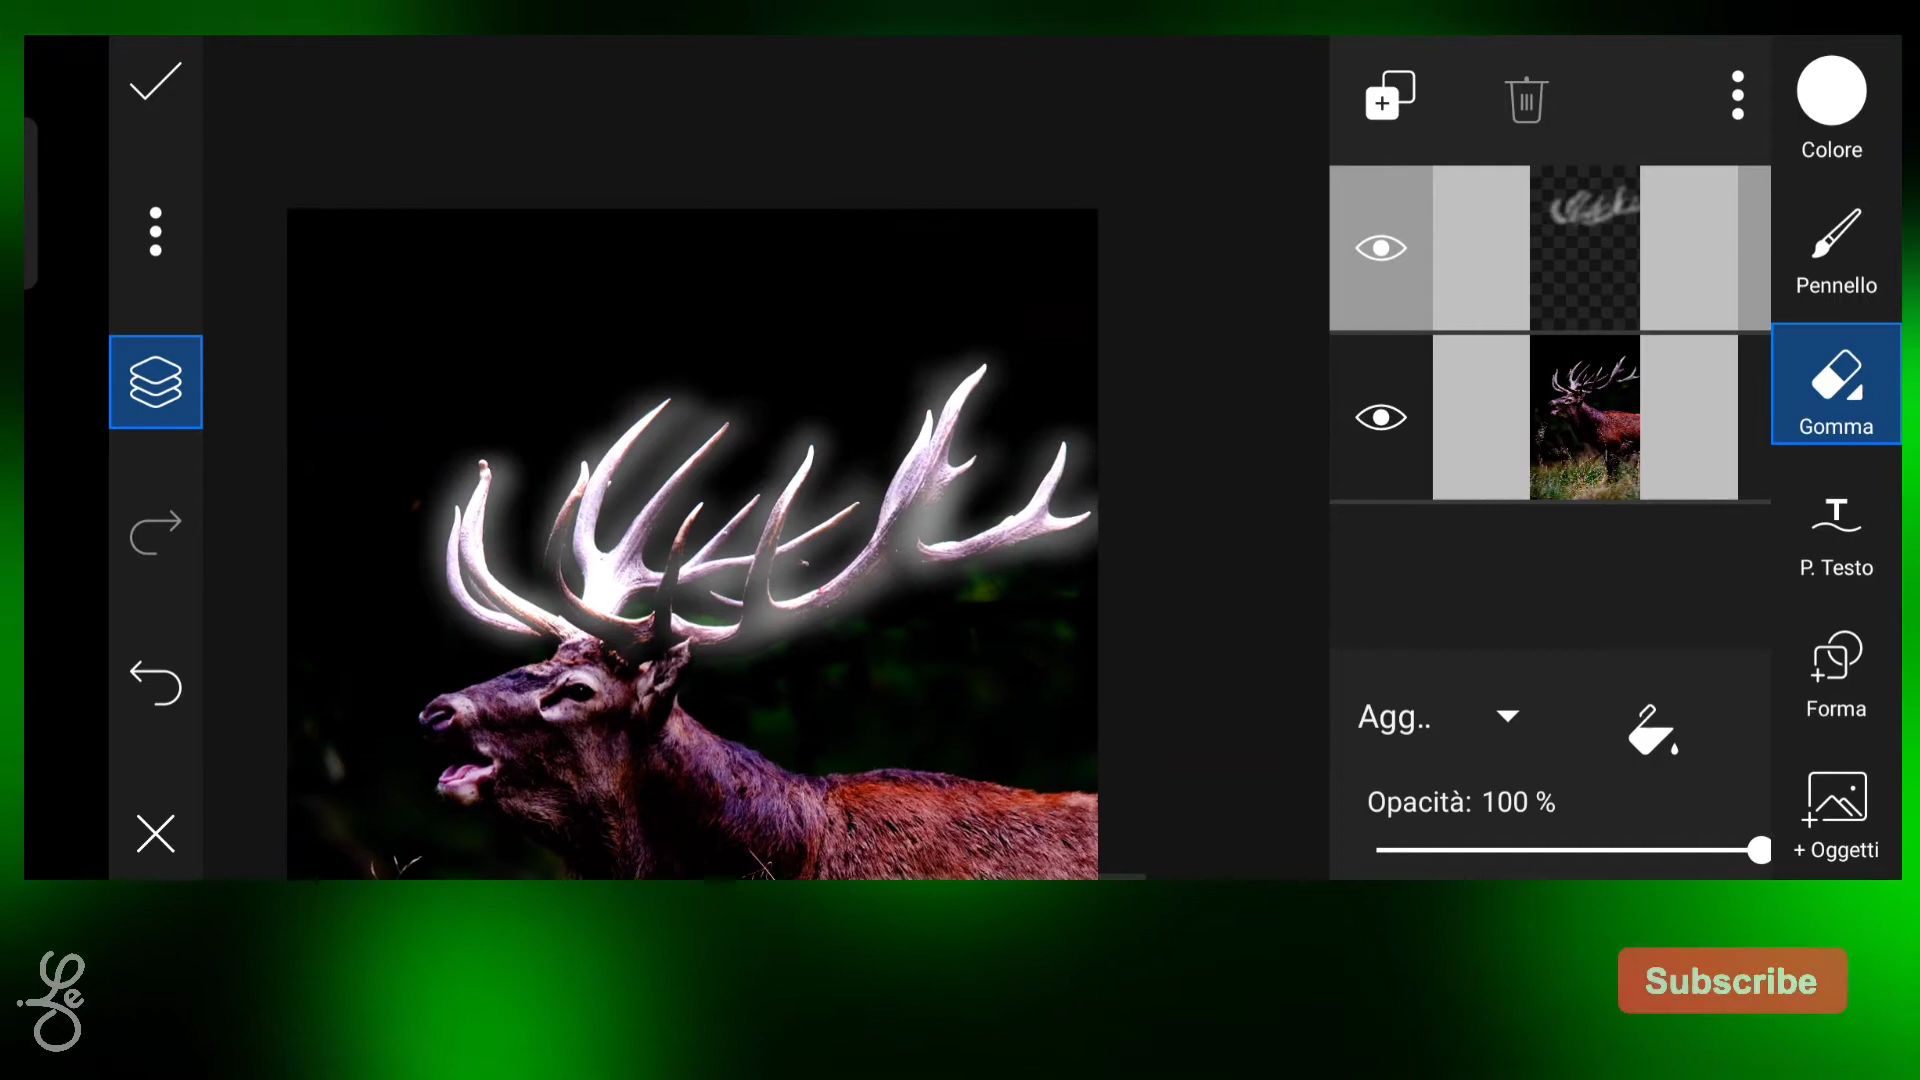 Colore
Pennello
Gomma
T
P. Testo
Forma
Agg..
Opacità: 100 %
+ Oggetti
Subscribe